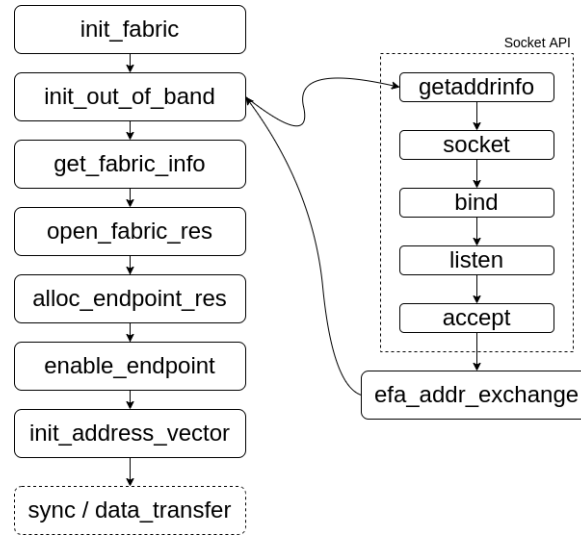 init_fabric
init_out_of_band
get_fabric_info
open_fabric_res
alloc_endpoint_res
enable_endpoint
init_address_vector
sync / data_transfer
Socket API
getaddrinfo
socket
bind
listen
accept
efa_addr_exchange